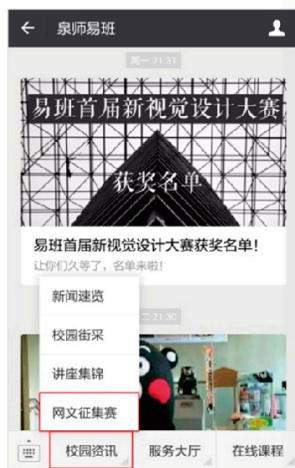 泉师易班
周一 21:31
易班首届新视觉设计大赛
获奖名单
易班首届新视觉设计大赛获奖名单！
让你们久等了，名单来啦！
二 21:30
新闻速览
校园街采
讲座集锦
网文征集赛
校园资讯
服务大厅
在线课程